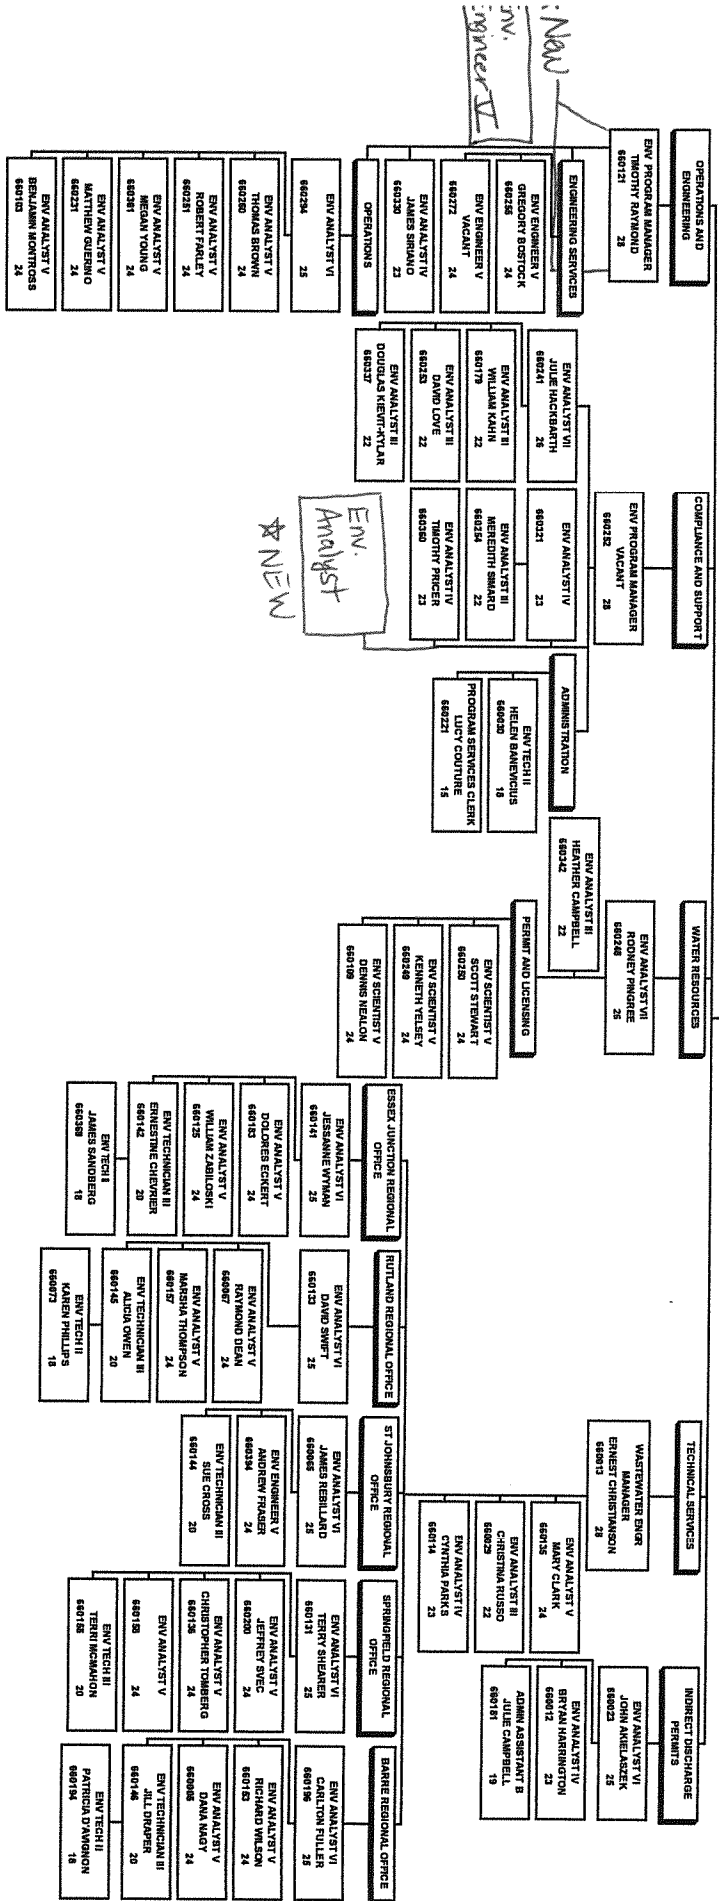 OPERATIONS AND
ENGINEERING
ENV PROGRAM MANAGER
TIMOTHY RAYMOND
660121 28
ENGINEERING SERVICES
ENV ENGINEER V
GREGORY BOSTOCK
660256 24
ENV ENGINEER V
VACANT
660272 24
ENV ANALYST IV
JAMES SIRIANO
660330 23
New
Env.
Engineer V
OPERATIONS
ENV ANALYST VI
660294 25
ENV ANALYST V
THOMAS BROWN
660260 24
ENV ANALYST V
ROBERT FARLEY
660281 24
ENV ANALYST V
MEGAN YOUNG
660361 24
ENV ANALYST V
MATTHEW GUERINO
660231 24
ENV ANALYST V
BENJAMIN MONTROSS
660103 24
COMPLIANCE AND SUPPORT
ENV PROGRAM MANAGER
VACANT
660252 28
ENV ANALYST VII
JULIE HACKBARTH
660241 26
ENV ANALYST III
WILLIAM KAHN
660179 22
ENV ANALYST III
DAVID LOVE
660253 22
ENV ANALYST III
DOUGLAS KIEVIT-KYLAR
660337 22
ENV ANALYST IV
660321 23
ENV ANALYST III
MEREDITH SIMARD
660254 22
ENV ANALYST IV
TIMOTHY PRICER
660360 23
Env.
Analyst
☆ NEW
ADMINISTRATION
ENV TECH II
HELEN BANEVICIUS
660030 18
PROGRAM SERVICES CLERK
LUCY COUTURE
660221 15
WATER RESOURCES
ENV ANALYST VII
RODNEY PINGREE
660246 26
ENV ANALYST III
HEATHER CAMPBELL
660342 22
PERMIT AND LICENSING
ENV SCIENTIST V
SCOTT STEWART
660250 24
ENV SCIENTIST V
KENNETH YELSEY
660249 24
ENV SCIENTIST V
DENNIS NEALON
660109 24
TECHNICAL SERVICES
WASTEWATER ENGR
MANAGER
ERNEST CHRISTIANSON
660013 28
ENV ANALYST V
MARY CLARK
660135 24
ENV ANALYST III
CHRISTINA RUSSO
660029 22
ENV ANALYST IV
CYNTHIA PARKS
660114 23
ESSEX JUNCTION REGIONAL
OFFICE
ENV ANALYST VI
JESSANNE WYMAN
660141 25
ENV ANALYST V
DOLORES ECKERT
660183 24
ENV ANALYST V
WILLIAM ZABILOSKI
660125 24
ENV TECHNICIAN III
ERNESTINE CHEVRIER
660142 20
ENV TECH II
JAMES SANDBERG
660368 18
RUTLAND REGIONAL OFFICE
ENV ANALYST VI
DAVID SWIFT
660133 25
ENV ANALYST V
RAYMOND DEAN
660067 24
ENV ANALYST V
MARSHA THOMPSON
660157 24
ENV TECHNICIAN III
ALICIA OWEN
660145 20
ENV TECH II
KAREN PHILLIPS
660073 18
ST JOHNSBURY REGIONAL
OFFICE
ENV ANALYST VI
JAMES REBILLARD
660065 25
ENV ENGINEER V
ANDREW FRASER
660394 24
ENV TECHNICIAN III
SUE CROSS
660144 20
SPRINGFIELD REGIONAL
OFFICE
ENV ANALYST VI
TERRY SHEARER
660131 25
ENV ANALYST V
JEFFREY SVEC
660200 24
ENV ANALYST V
CHRISTOPHER TOMBERG
660136 24
ENV ANALYST V
660158 24
ENV TECH III
TERRI MCMAHON
660155 20
BARRE REGIONAL OFFICE
ENV ANALYST VI
CARLTON FULLER
660196 25
ENV ANALYST V
RICHARD WILSON
660153 24
ENV ANALYST V
DANA NAGY
660068 24
ENV TECHNICIAN III
JILL DRAPER
660146 20
ENV TECH II
PATRICIA D'AVIGNON
660194 18
INDIRECT DISCHARGE
PERMITS
ENV ANALYST VI
JOHN AKIELASZEK
660023 25
ENV ANALYST IV
BRYAN HARRINGTON
660012 23
ADMIN ASSISTANT B
JULIE CAMPBELL
660181 19